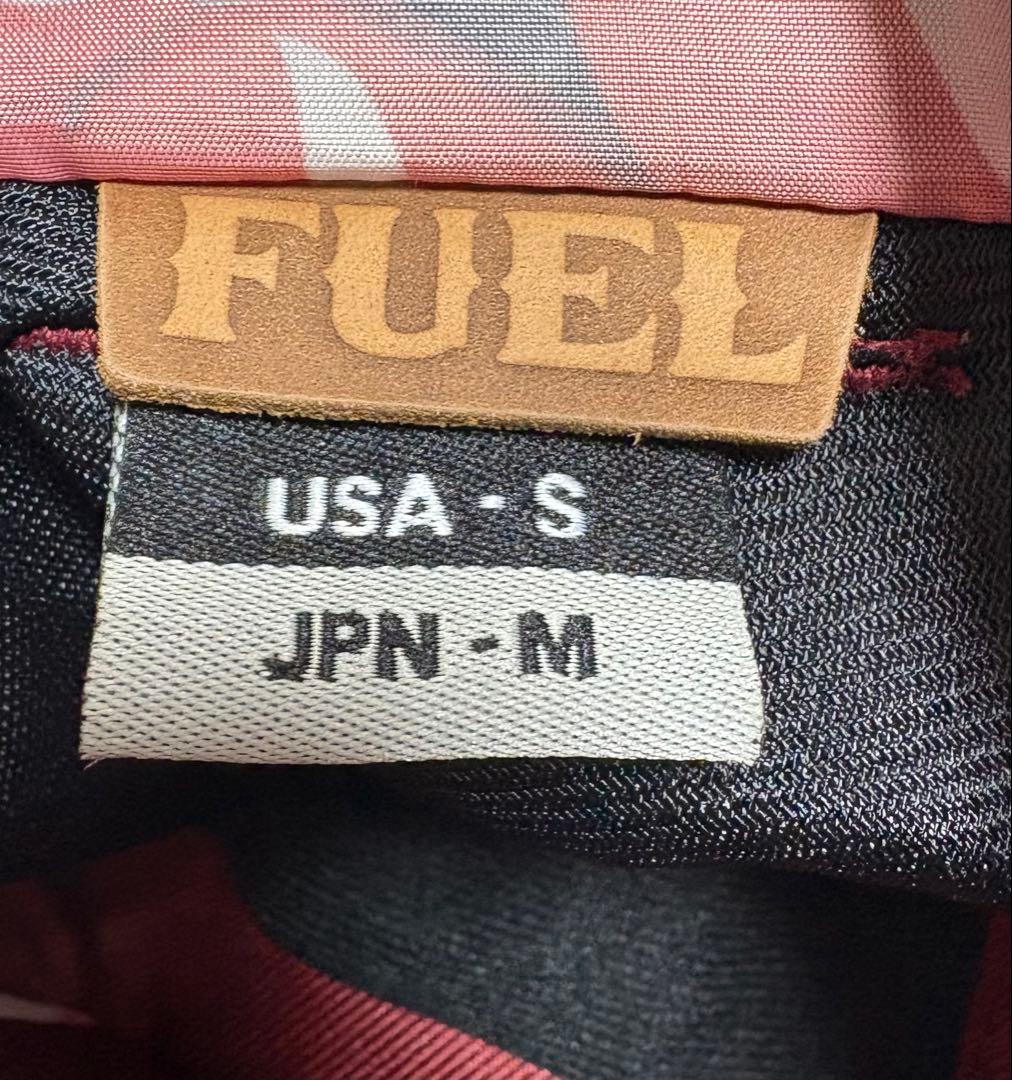 FUEL
USA · S
JPN - M